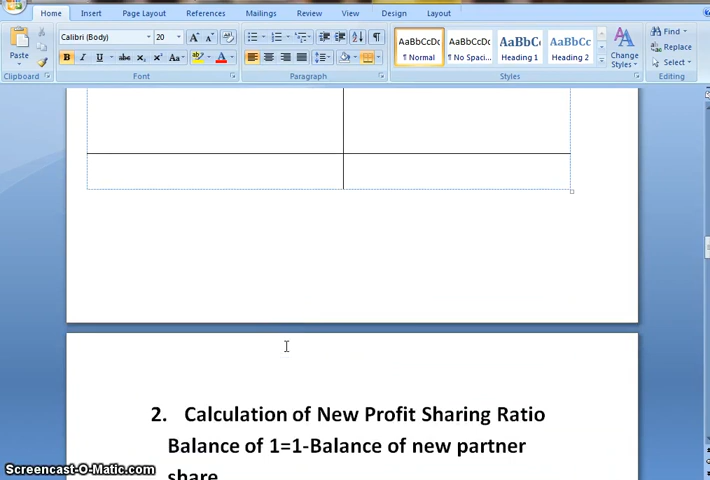 Home Insert Page Layout References Mailings Review View Design Layout
Calibri (Body) 20
Find
Paste
AaBbCcDc AaBbCcDc AaBbC AaBbCc
Replace
B I U abc Aa
¶ Normal ¶ No Spaci... Heading 1 Heading 2
Change Styles
Select
Clipboard Font Paragraph Styles Editing
2. Calculation of New Profit Sharing Ratio
Balance of 1=1-Balance of new partner
share
Screencast-O-Matic.com